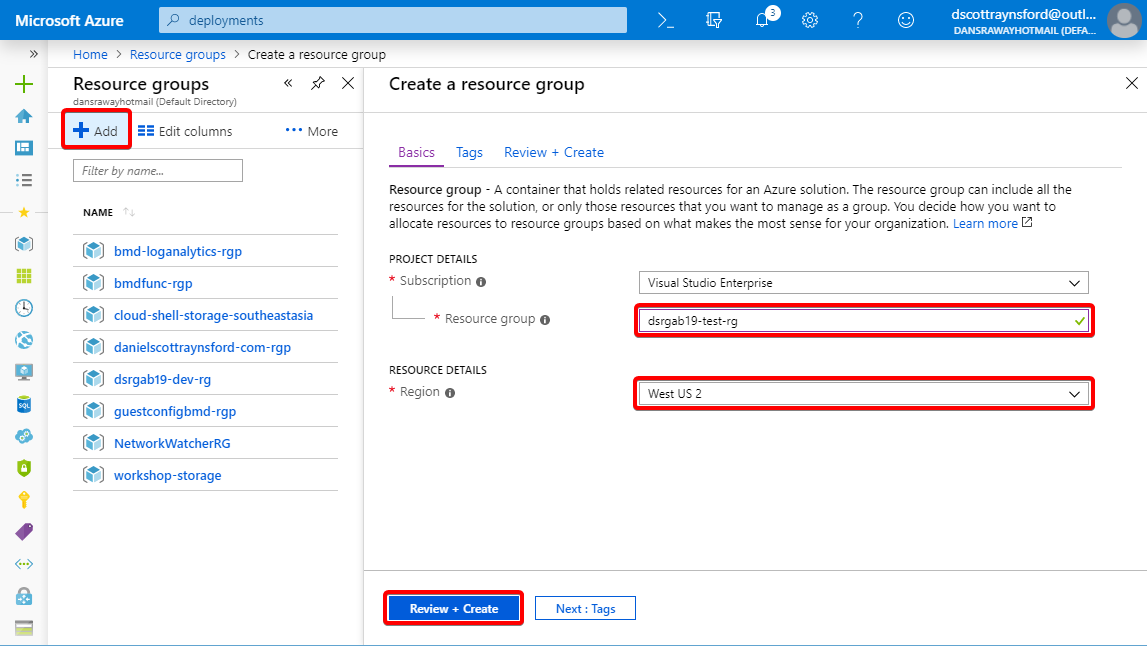 Microsoft Azure
deployments
3
dscottraynsford@outl...
DANSRAWAYHOTMAIL (DEFA...
Home > Resource groups > Create a resource group
Resource groups
dansrawayhotmail (Default Directory)
Add
Edit columns
More
Filter by name...
NAME
bmd-loganalytics-rgp
bmdfunc-rgp
cloud-shell-storage-southeastasia
danielscottraynsford-com-rgp
dsrgab19-dev-rg
guestconfigbmd-rgp
NetworkWatcherRG
workshop-storage
SQL
Create a resource group
Basics Tags Review + Create
Resource group - A container that holds related resources for an Azure solution. The resource group can include all the
resources for the solution, or only those resources that you want to manage as a group. You decide how you want to
allocate resources to resource groups based on what makes the most sense for your organization. Learn more
PROJECT DETAILS
* Subscription
Visual Studio Enterprise
* Resource group
dsrgab19-test-rg
RESOURCE DETAILS
* Region
West US 2
Review + Create
Next : Tags